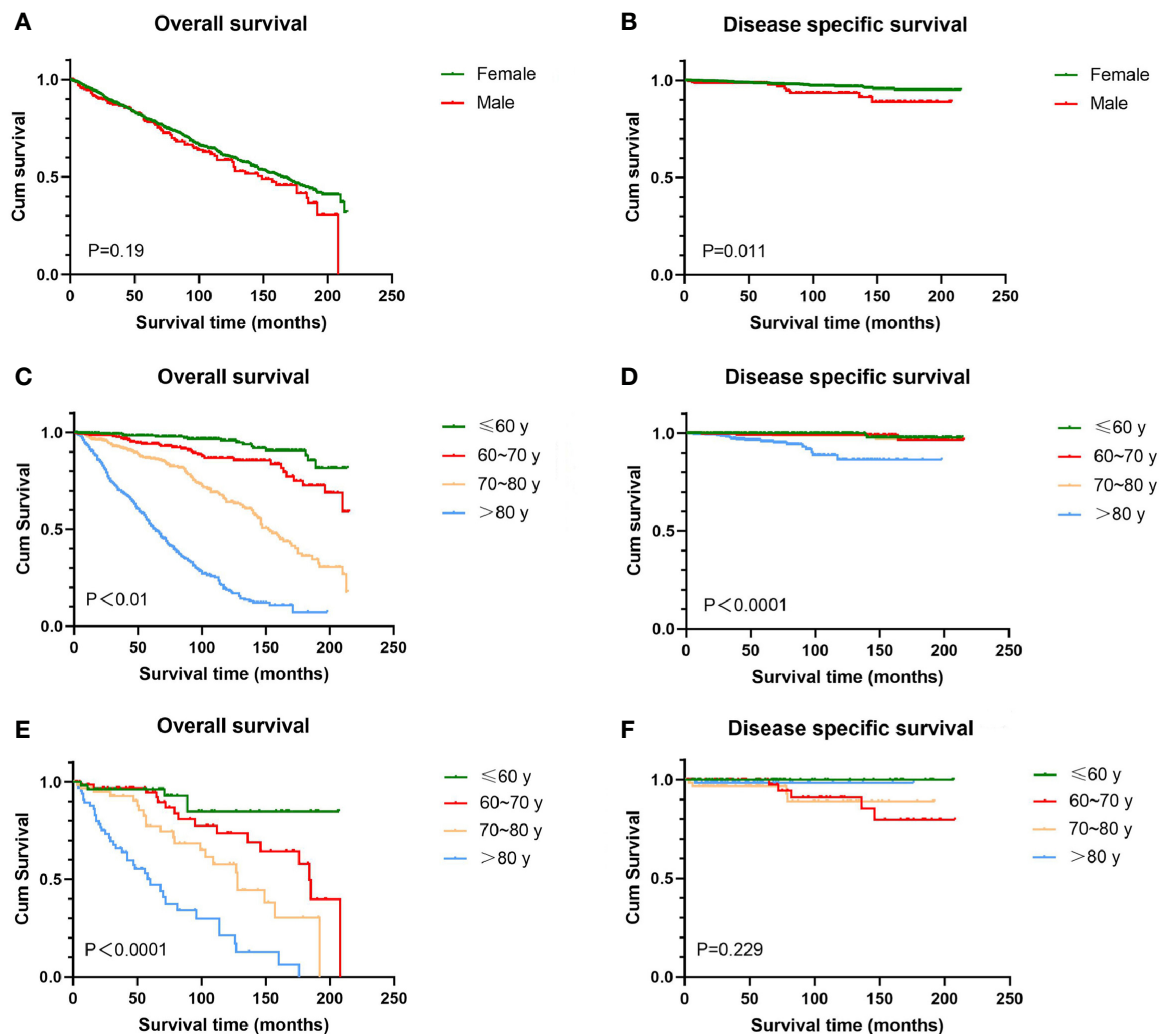 A
Overall survival
Cum survival
1.0
0.5
0.0
0 50 100 150 200 250
Survival time (months)
P=0.19
Female
Male
B
Disease specific survival
Cum survival
1.0
0.5
0.0
0 50 100 150 200 250
Survival time (months)
P=0.011
Female
Male
C
Overall survival
Cum Survival
1.0
0.5
0.0
0 50 100 150 200 250
Survival time (months)
P<0.01
≤60 y
60~70 y
70~80 y
>80 y
D
Disease specific survival
Cum survival
1.0
0.5
0.0
0 50 100 150 200 250
Survival time (months)
P<0.0001
≤60 y
60~70 y
70~80 y
>80 y
E
Overall survival
Cum Survival
1.0
0.5
0.0
0 50 100 150 200 250
Survival time (months)
P<0.0001
≤60 y
60~70 y
70~80 y
>80 y
F
Disease specific survival
Cum Survival
1.0
0.5
0.0
0 50 100 150 200 250
Survival time (months)
P=0.229
≤60 y
60~70 y
70~80 y
>80 y